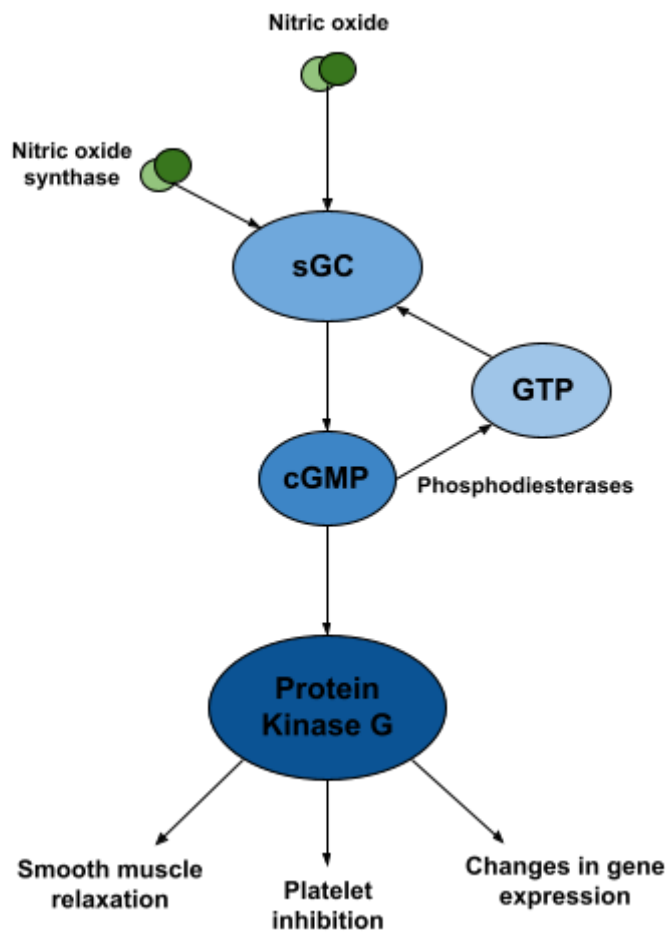 Nitric oxide
Nitric oxide
synthase
sGC
GTP
cGMP
Phosphodiesterases
Protein
Kinase G
Smooth muscle
relaxation
Platelet
inhibition
Changes in gene
expression